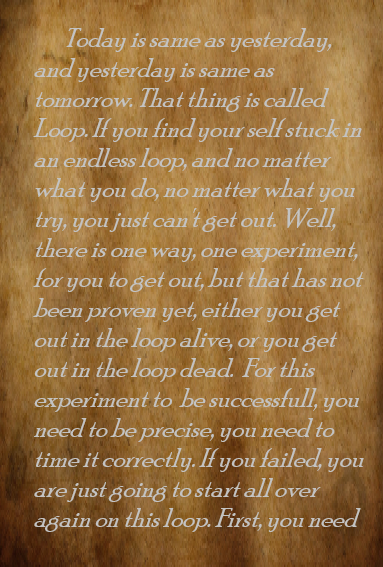 Today is same as yesterday,
and yesterday is same as
tomorrow. That thing is called
Loop. If you find your self stuck in
an endless loop, and no matter
what you do, no matter what you
try, you just can't get out. Well,
there is one way, one experiment,
for you to get out, but that has not
been proven yet, either you get
out in the loop alive, or you get
out in the loop dead.  For this
experiment to  be successfull, you
need to be precise, you need to
time it correctly. If you failed, you
are just going to start all over
again on this loop. First, you need